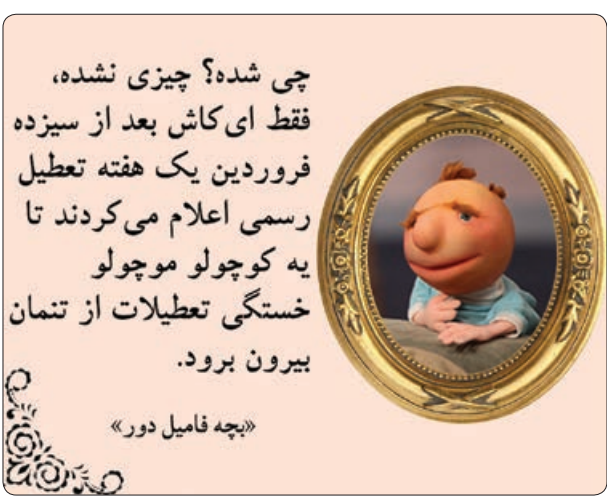 چی شده؟ چیزی نشده،
فقط ای کاش بعد از سیزده
فروردین یک هفته تعطیل
رسمی اعلام می‌کردند تا
یه کوچولو موچولو
خستگی تعطیلات از تنمان
بیرون برود.
«بچه فامیل دور»